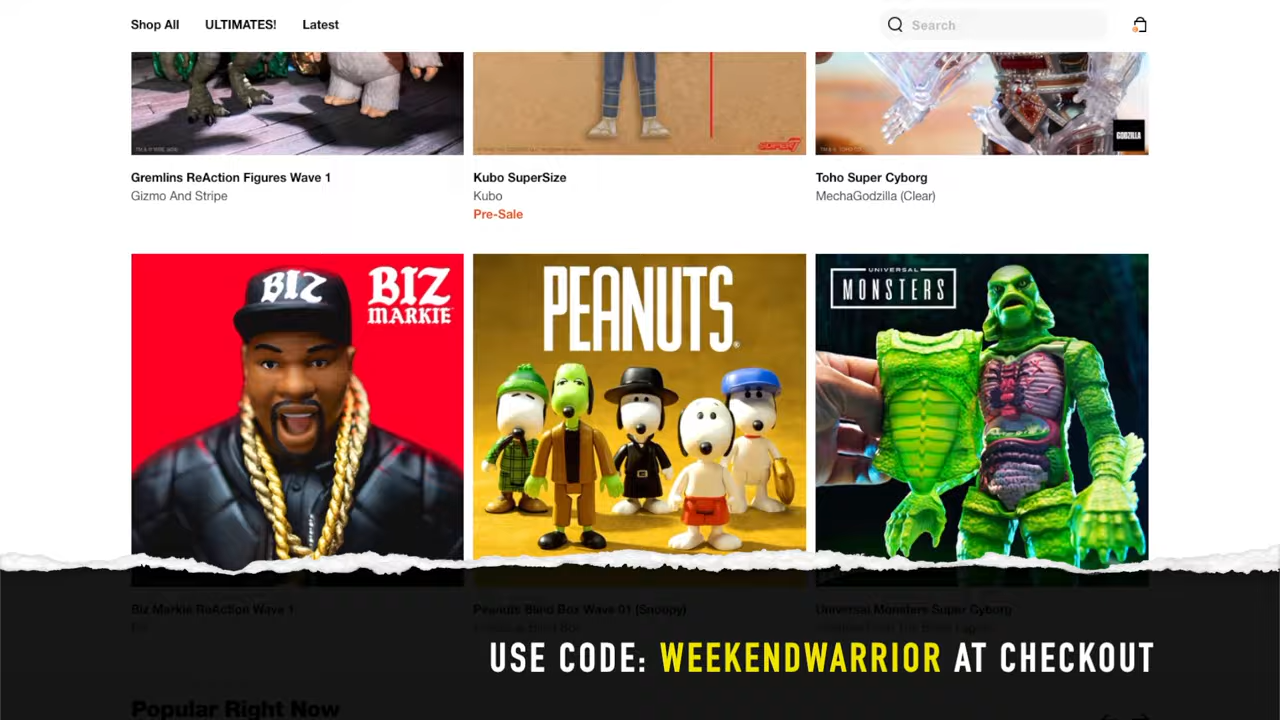 Shop All ULTIMATES! Latest Search
GODZILLA
Gremlins ReAction Figures Wave 1
Gizmo And Stripe
Kubo SuperSize
Kubo
Pre-Sale
Toho Super Cyborg
MechaGodzilla (Clear)
BIZ
BIZ
MARKIE
PEANUTS
UNIVERSAL
MONSTERS
Biz Markie ReAction Wave 1
Peanuts Blind Box Wave 01 (Snoopy)
Universal Monsters Super Cyborg
USE CODE: WEEKENDWARRIOR AT CHECKOUT
Popular Right Now